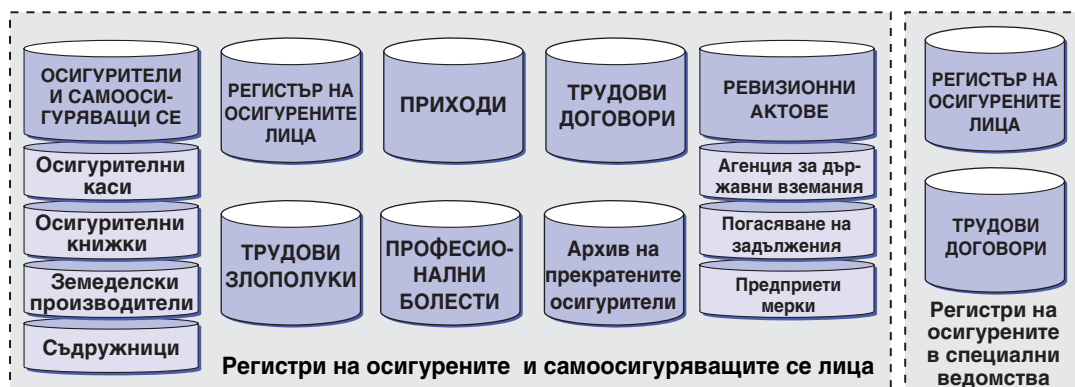 ОСИГУРИТЕЛИ
И САМООСИ-
ГУРЯВАЩИ СЕ
Осигурителни
каси
Осигурителни
книжки
Земеделски
производители
Съдружници
РЕГИСТЪР НА
ОСИГУРЕНИТЕ
ЛИЦА
ПРИХОДИ
ТРУДОВИ
ДОГОВОРИ
РЕВИЗИОННИ
АКТОВЕ
Агенция за дър-
жавни вземания
Погасяване на
задължения
Предприети
мерки
ТРУДОВИ
ЗЛОПОЛУКИ
ПРОФЕСИО-
НАЛНИ
БОЛЕСТИ
Архив на
прекратените
осигурители
Регистри на осигурените и самоосигуряващите се лица
РЕГИСТЪР НА
ОСИГУРЕНИТЕ
ЛИЦА
ТРУДОВИ
ДОГОВОРИ
Регистри на
осигурените
в специални
ведомства